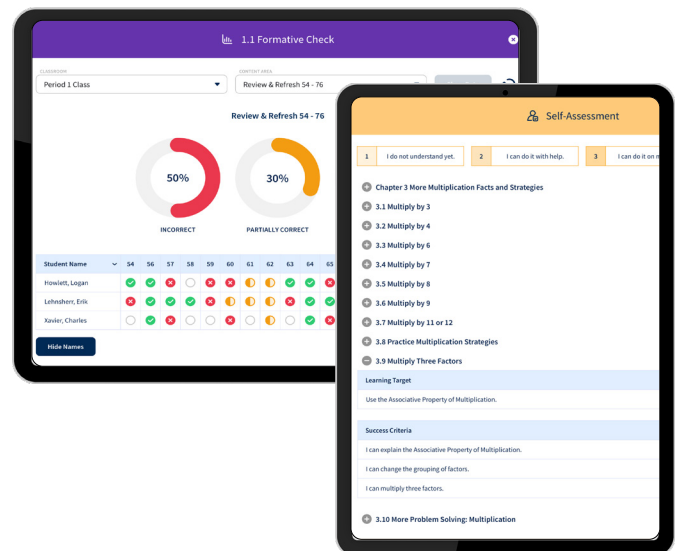 1.1 Formative Check
CLASSROOM
CONTENT AREA
Period 1 Class
Review & Refresh 54 - 76
Review & Refresh 54 - 76
50%
30%
INCORRECT
PARTIALLY CORRECT
Student Name 54 56 57 58 59 60 61 62 63 64 65
Howlett, Logan
Lehnsherr, Erik
Xavier, Charles
Hide Names
Self-Assessment
1 I do not understand yet. 2 I can do it with help. 3 I can do it on
Chapter 3 More Multiplication Facts and Strategies
3.1 Multiply by 3
3.2 Multiply by 4
3.3 Multiply by 6
3.4 Multiply by 7
3.5 Multiply by 8
3.6 Multiply by 9
3.7 Multiply by 11 or 12
3.8 Practice Multiplication Strategies
3.9 Multiply Three Factors
Learning Target
Use the Associative Property of Multiplication.
Success Criteria
I can explain the Associative Property of Multiplication.
I can change the grouping of factors.
I can multiply three factors.
3.10 More Problem Solving: Multiplication